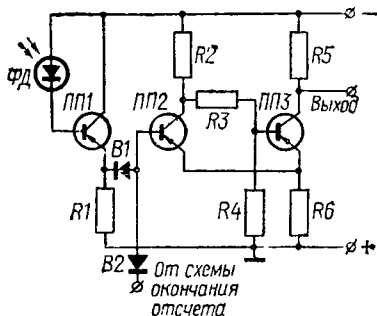 −
R2
R5
ФД
ПП1
ПП2
R3
ПП3
Выход
В1
R1
R4
R6
В2
+
От схемы
окончания
отсчета